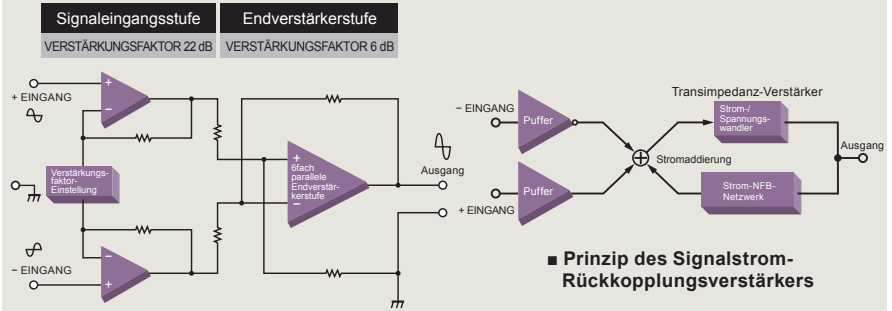 Signaleingangsstufe
Endverstärkerstufe
VERSTÄRKUNGSFAKTOR 22 dB
VERSTÄRKUNGSFAKTOR 6 dB
+ EINGANG
+
−
Verstärkungs-
faktor-
Einstellung
− EINGANG
−
+
+
6fach
parallele
Endverstär-
kerstufe
−
Ausgang
− EINGANG
Puffer
+ EINGANG
Puffer
Stromaddierung
Transimpedanz-Verstärker
Strom-/
Spannungs-
wandler
Strom-NFB-
Netzwerk
Ausgang
■ Prinzip des Signalstrom-
Rückkopplungsverstärkers